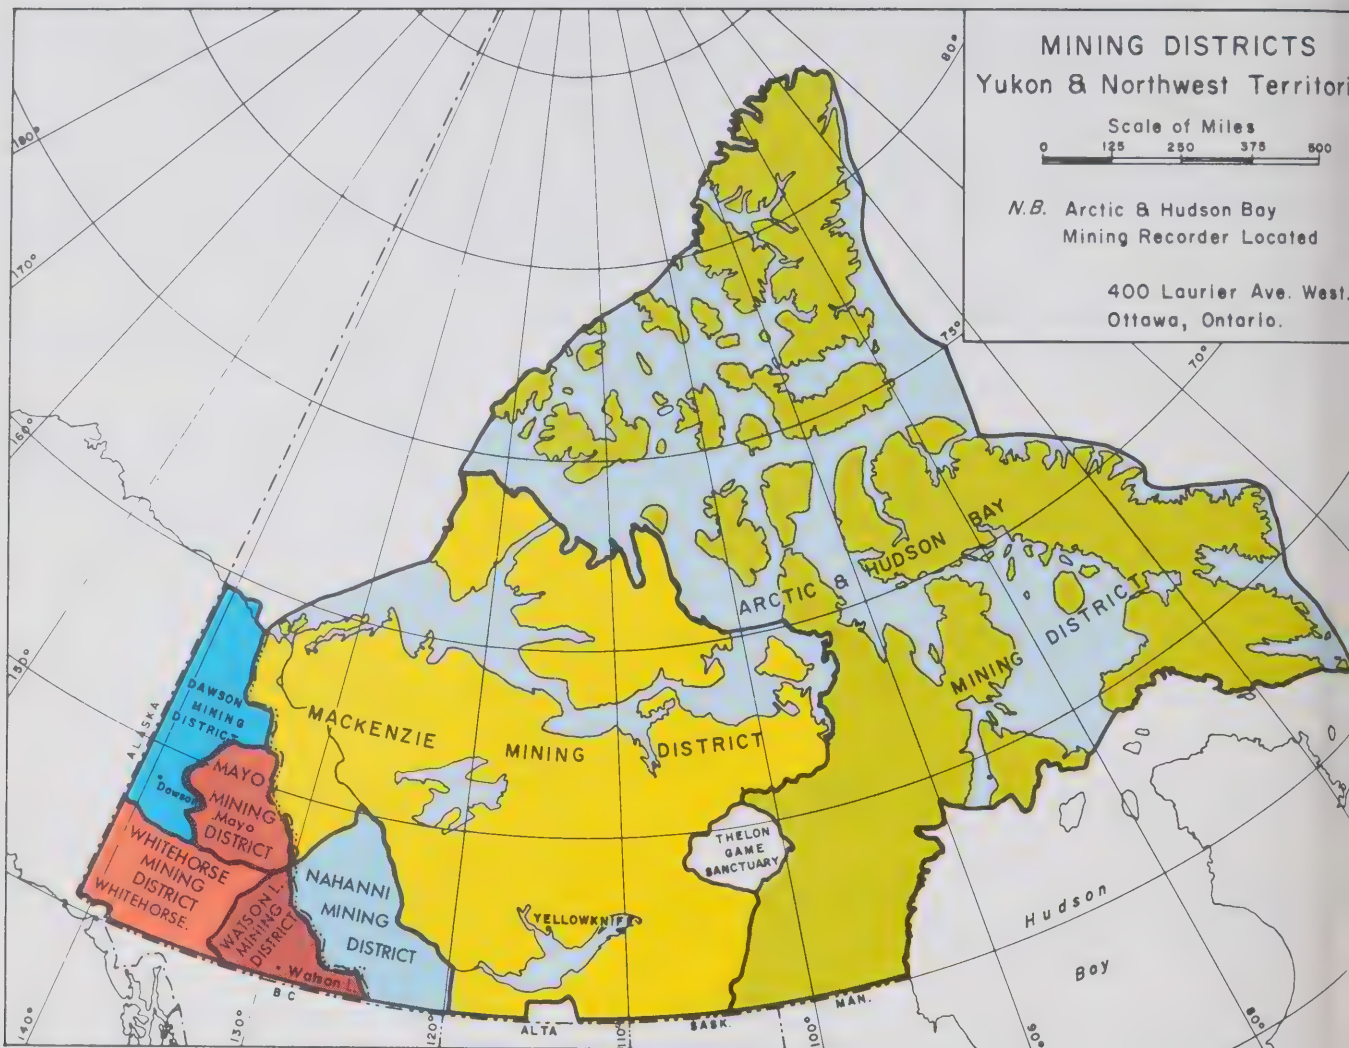 MINING DISTRICTS
Yukon & Northwest Territori
Scale of Miles
0 125 250 375 500
N.B. Arctic & Hudson Bay
Mining Recorder Located
400 Laurier Ave. West.
Ottawa, Ontario.
80°
180°
170°
75°
70°
160°
150°
ARCTIC & HUDSON BAY
MINING DISTRICT
ALASKA
DAWSON
MINING
DISTRICT
Dawson
MACKENZIE MINING DISTRICT
MAYO
MINING
Mayo
DISTRICT
WHITEHORSE
MINING
DISTRICT
WHITEHORSE.
WATSON L.
MINING
DISTRICT
Watson L.
NAHANNI
MINING
DISTRICT
THELON
GAME
SANCTUARY
YELLOWKNIFE
Hudson
Bay
BC
ALTA
SASK.
MAN.
140°
130°
120°
110°
100°
90°
80°